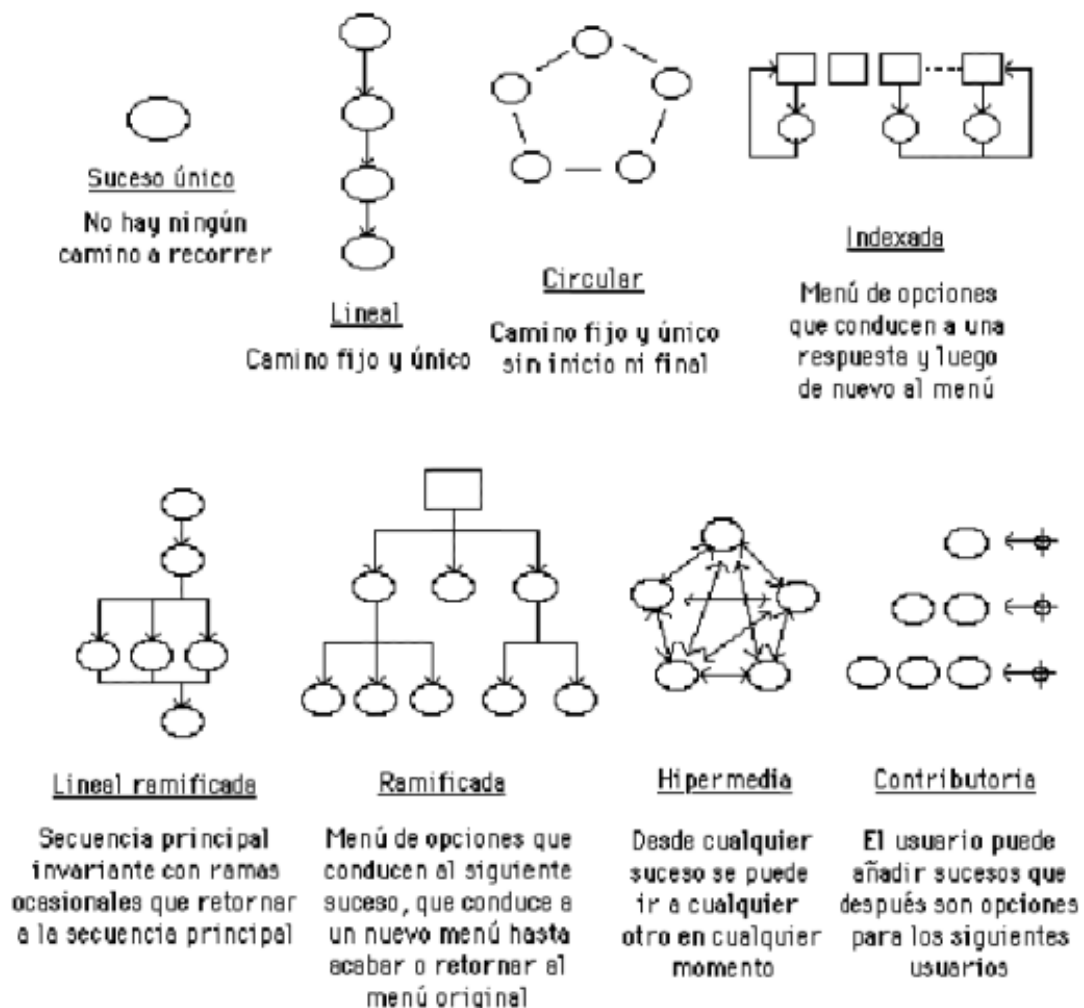 Suceso único
No hay ningún
camino a recorrer
Lineal
Camino fijo y único
Circular
Camino fijo y único
sin inicio ni final
Indexada
Menú de opciones
que conducen a una
respuesta y luego
de nuevo al menú
Lineal ramificada
Secuencia principal
invariante con ramas
ocasionales que retornar
a la secuencia principal
Ramificada
Menú de opciones que
conducen al siguiente
suceso, que conduce a
un nuevo menú hasta
acabar o retornar al
menú original
Hipermedia
Desde cualquier
suceso se puede
ir a cualquier
otro en cualquier
momento
Contributoria
El usuario puede
añadir sucesos que
después son opciones
para los siguientes
usuarios